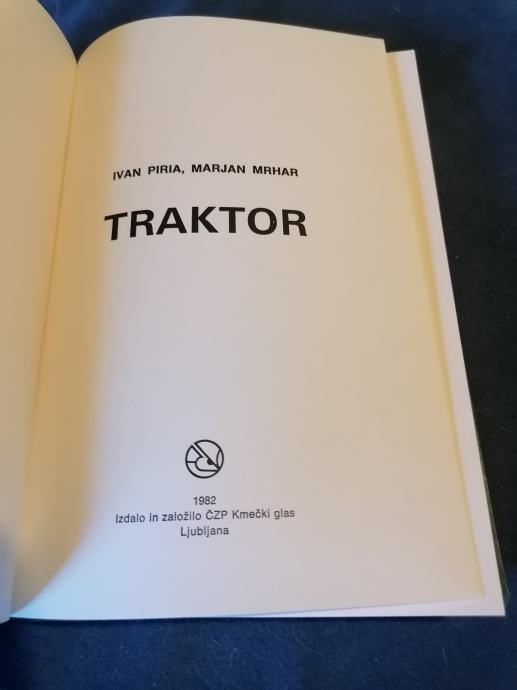 IVAN PIRIA, MARJAN MRHAR
TRAKTOR
1982
Izdalo in založilo ČZP Kmečki glas
Ljubljana